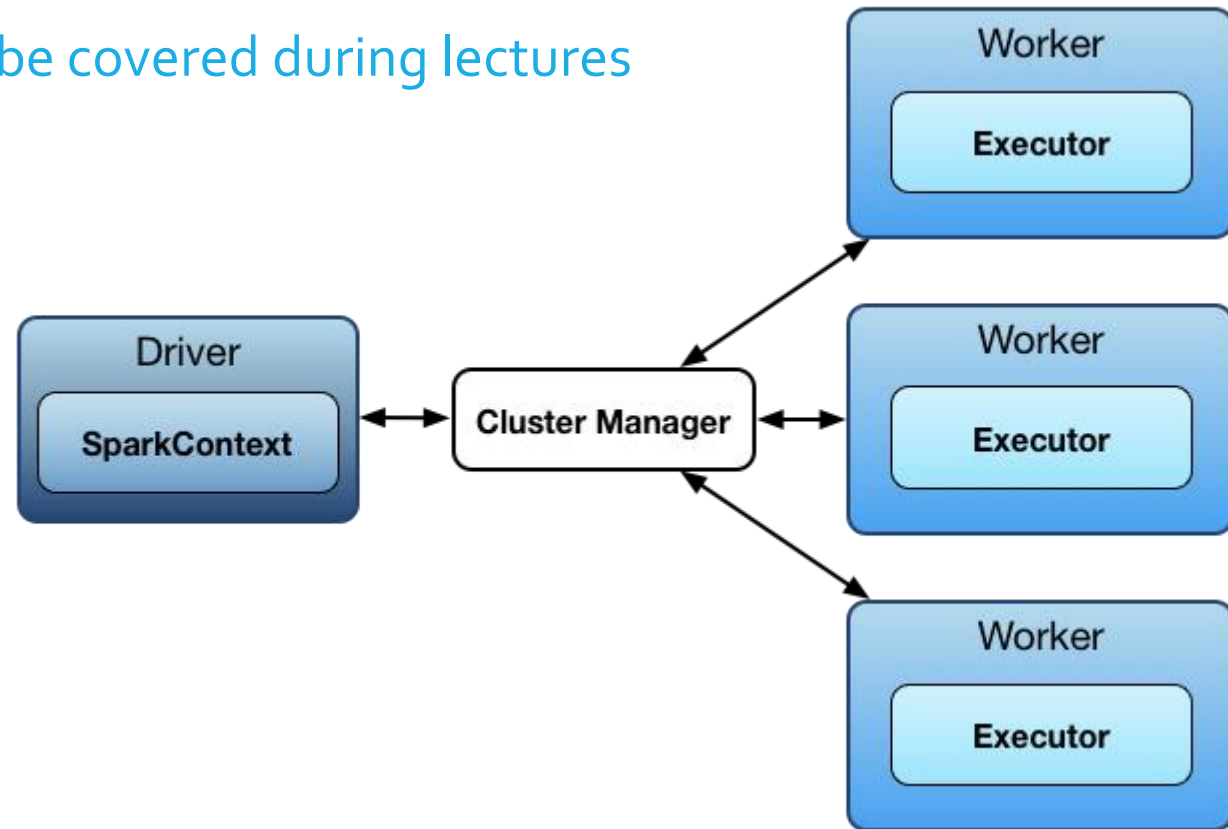 be covered during lectures
Worker
Executor
Driver
SparkContext
Cluster Manager
Worker
Executor
Worker
Executor